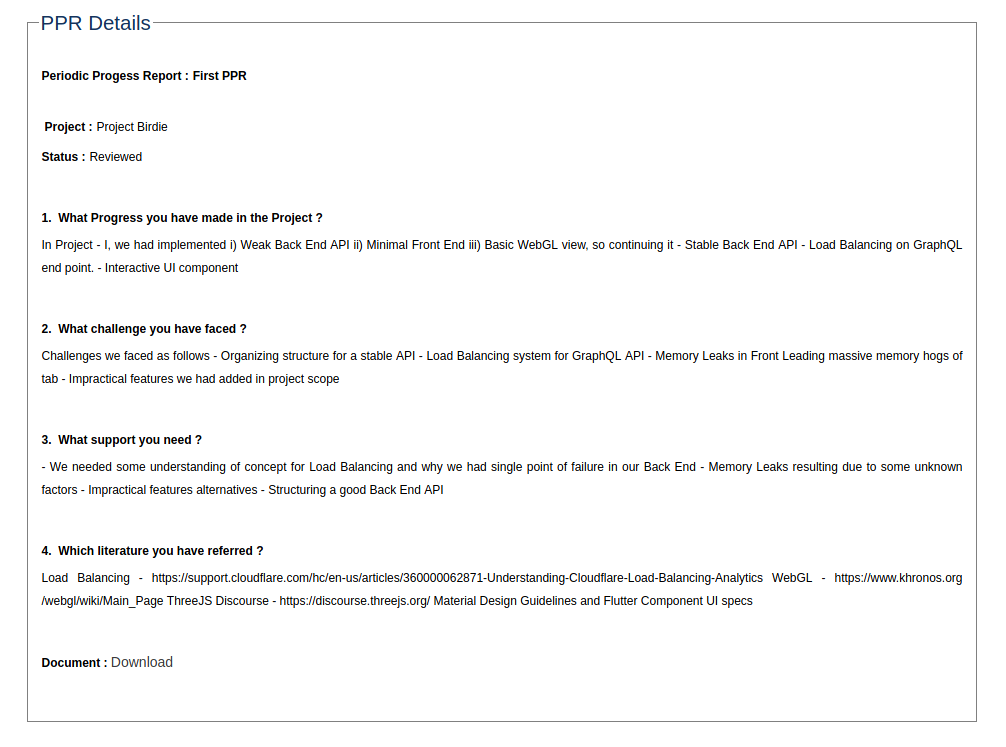 PPR Details
Periodic Progess Report : First PPR
Project : Project Birdie
Status : Reviewed
1. What Progress you have made in the Project ?
In Project - I, we had implemented i) Weak Back End API ii) Minimal Front End iii) Basic WebGL view, so continuing it - Stable Back End API - Load Balancing on GraphQL
end point. - Interactive UI component
2. What challenge you have faced ?
Challenges we faced as follows - Organizing structure for a stable API - Load Balancing system for GraphQL API - Memory Leaks in Front Leading massive memory hogs of
tab - Impractical features we had added in project scope
3. What support you need ?
- We needed some understanding of concept for Load Balancing and why we had single point of failure in our Back End - Memory Leaks resulting due to some unknown
factors - Impractical features alternatives - Structuring a good Back End API
4. Which literature you have referred ?
Load Balancing - https://support.cloudflare.com/hc/en-us/articles/360000062871-Understanding-Cloudflare-Load-Balancing-Analytics WebGL - https://www.khronos.org
/webgl/wiki/Main_Page ThreeJS Discourse - https://discourse.threejs.org/ Material Design Guidelines and Flutter Component UI specs
Document : Download